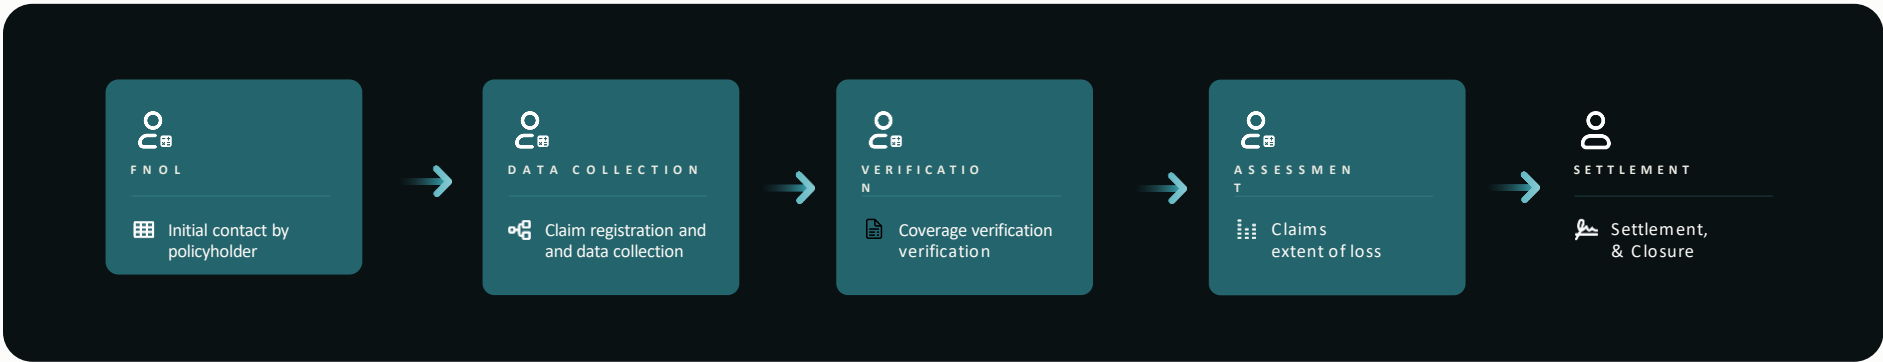 FNOL
Initial contact by
policyholder
DATA COLLECTION
Claim registration and
and data collection
VERIFICATIO
N
Coverage verification
verification
ASSESSMEN
T
Claims
extent of loss
SETTLEMENT
Settlement,
& Closure